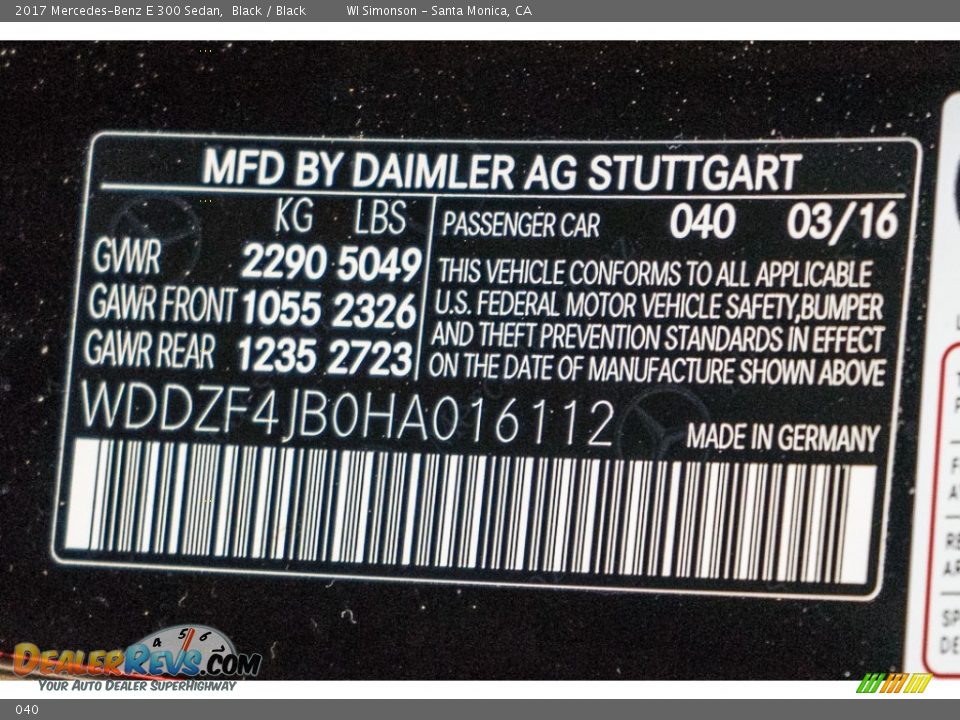 2017 Mercedes-Benz E 300 Sedan, Black / Black WI Simonson - Santa Monica, CA
MFD BY DAIMLER AG STUTTGART
KG LBS
GVWR 2290 5049
GAWR FRONT 1055 2326
GAWR REAR 1235 2723
PASSENGER CAR 040 03/16
THIS VEHICLE CONFORMS TO ALL APPLICABLE
U.S. FEDERAL MOTOR VEHICLE SAFETY,BUMPER
AND THEFT PREVENTION STANDARDS IN EFFECT
ON THE DATE OF MANUFACTURE SHOWN ABOVE
WDDZF4JB0HA016112
MADE IN GERMANY
4 5 6
DEALERREVS.COM
YOUR AUTO DEALER SUPERHIGHWAY
040